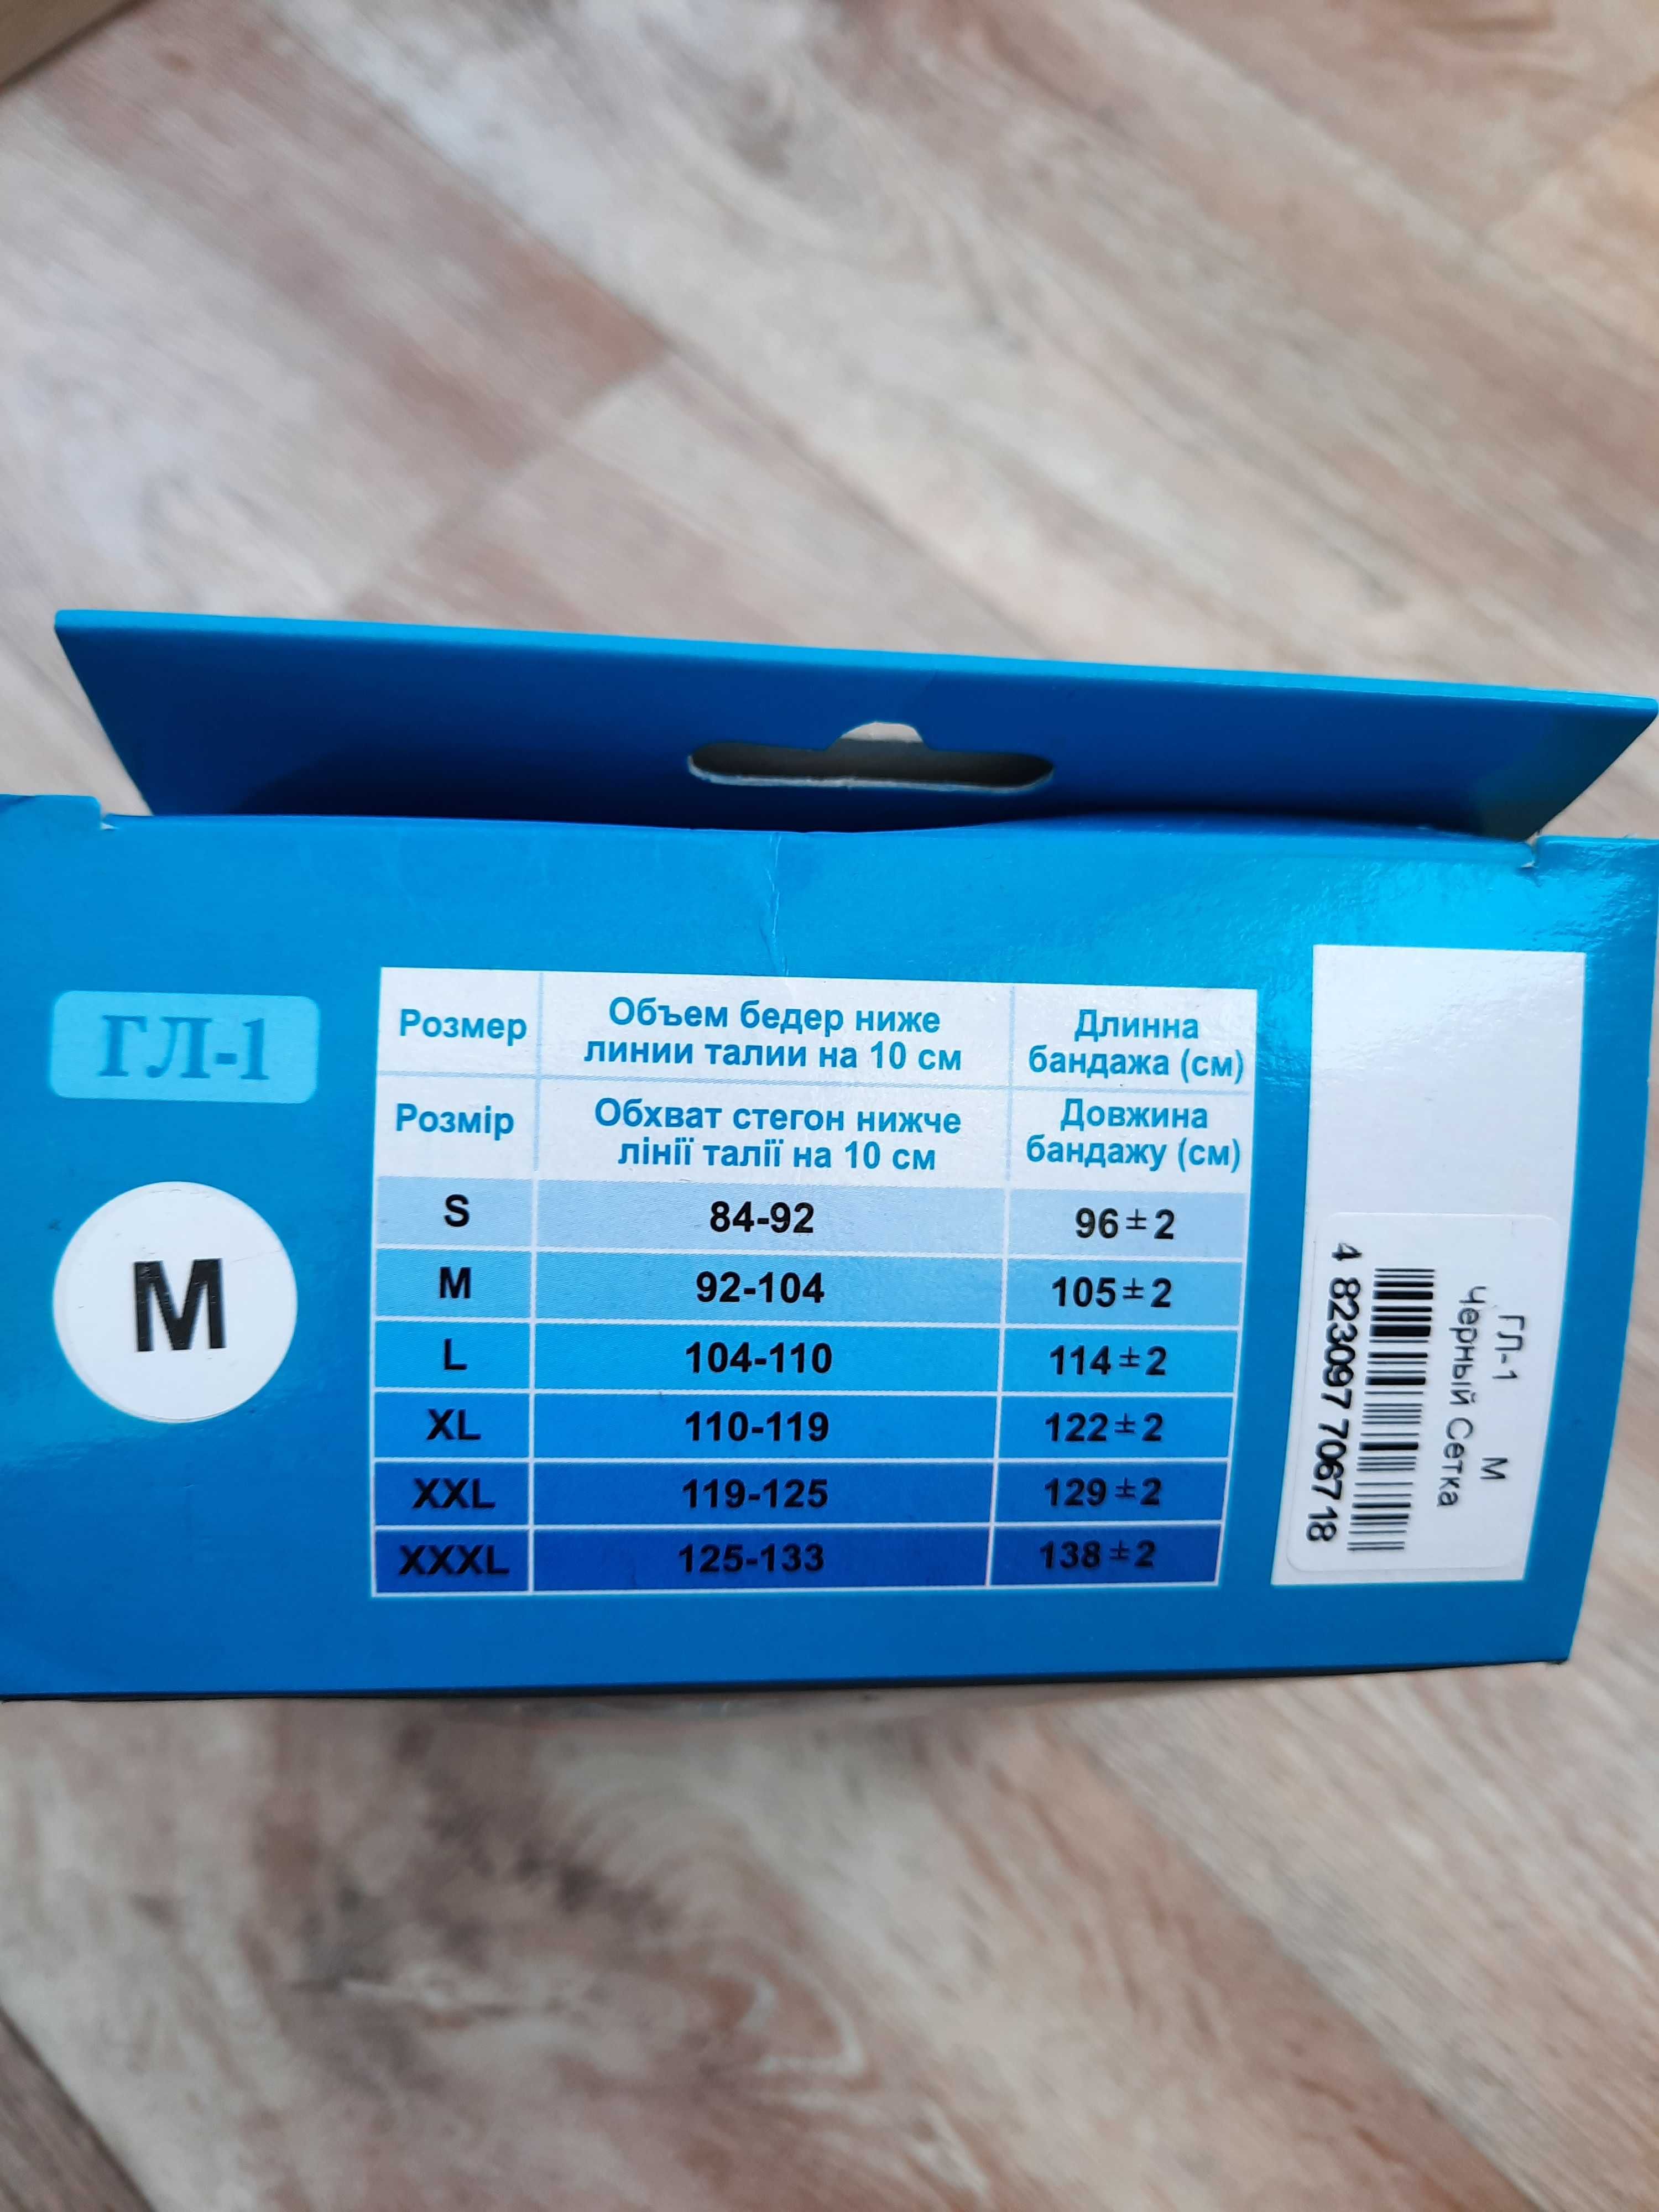 ГЛ-1
M
Розмер
Объем бедер ниже
линии талии на 10 см
Длинна
бандажа (см)
Розмір
Обхват стегон нижче
лінії талії на 10 см
Довжина
бандажу (см)
S 84-92 96±2
M 92-104 105±2
L 104-110 114±2
XL 110-119 122±2
XXL 119-125 129±2
XXXL 125-133 138±2
ГЛ-1 М
Черный Сетка
4 823097 706718